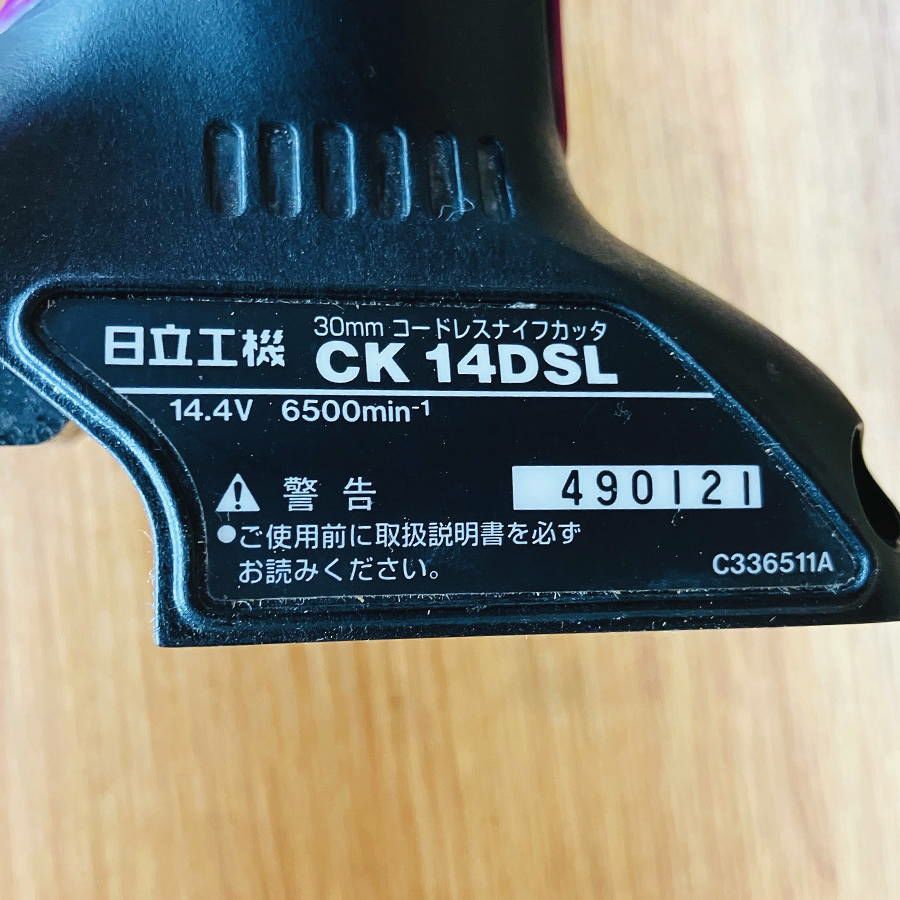 30mm コードレスナイフカッタ
日立工機 CK 14DSL
14.4V 6500min⁻¹
警告 490121
●ご使用前に取扱説明書を必ず
お読みください。
C336511A